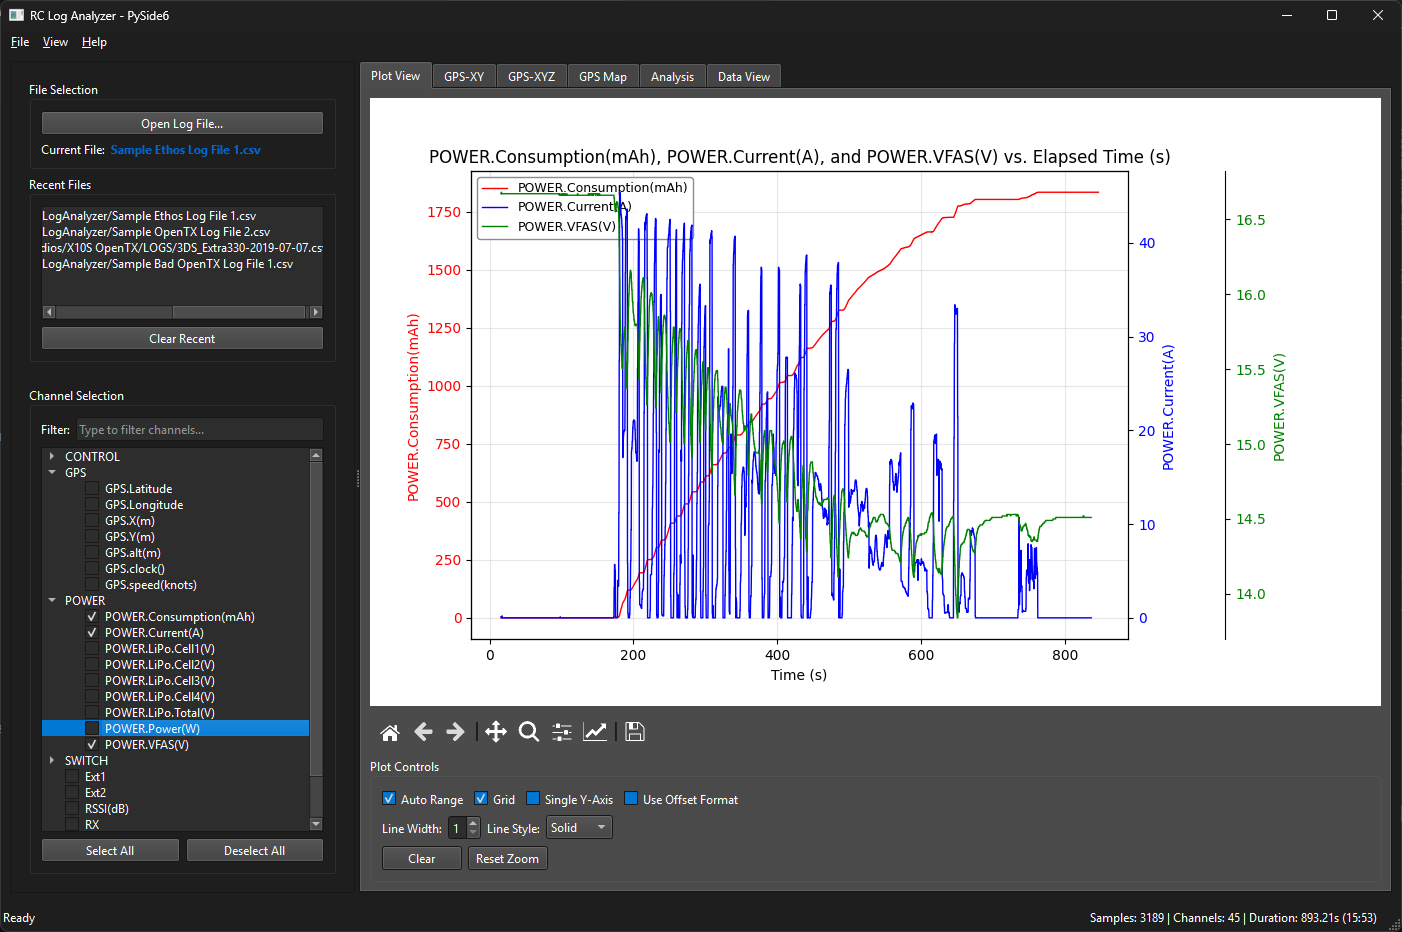 RC Log Analyzer - PySide6
File View Help
File Selection
Open Log File...
Current File: Sample Ethos Log File 1.csv
Recent Files
LogAnalyzer/Sample Ethos Log File 1.csv
LogAnalyzer/Sample OpenTX Log File 2.csv
dios/X10S OpenTX/LOGS/3DS_Extra330-2019-07-07.csv
LogAnalyzer/Sample Bad OpenTX Log File 1.csv
Clear Recent
Channel Selection
Filter: Type to filter channels...
CONTROL
GPS
GPS.Latitude
GPS.Longitude
GPS.X(m)
GPS.Y(m)
GPS.alt(m)
GPS.clock()
GPS.speed(knots)
POWER
POWER.Consumption(mAh)
POWER.Current(A)
POWER.LiPo.Cell1(V)
POWER.LiPo.Cell2(V)
POWER.LiPo.Cell3(V)
POWER.LiPo.Cell4(V)
POWER.LiPo.Total(V)
POWER.Power(W)
POWER.VFAS(V)
SWITCH
Ext1
Ext2
RSSI(dB)
RX
Select All Deselect All
Plot View GPS-XY GPS-XYZ GPS Map Analysis Data View
POWER.Consumption(mAh), POWER.Current(A), and POWER.VFAS(V) vs. Elapsed Time (s)
POWER.Consumption(mAh)
POWER.Current(A)
POWER.VFAS(V)
POWER.Consumption(mAh)
1750
1500
1250
1000
750
500
250
0
0 200 400 600 800
Time (s)
40
30
20
10
0
POWER.Current(A)
16.5
16.0
15.5
15.0
14.5
14.0
POWER.VFAS(V)
Plot Controls
Auto Range Grid Single Y-Axis Use Offset Format
Line Width: 1 Line Style: Solid
Clear Reset Zoom
Ready
Samples: 3189 | Channels: 45 | Duration: 893.21s (15:53)